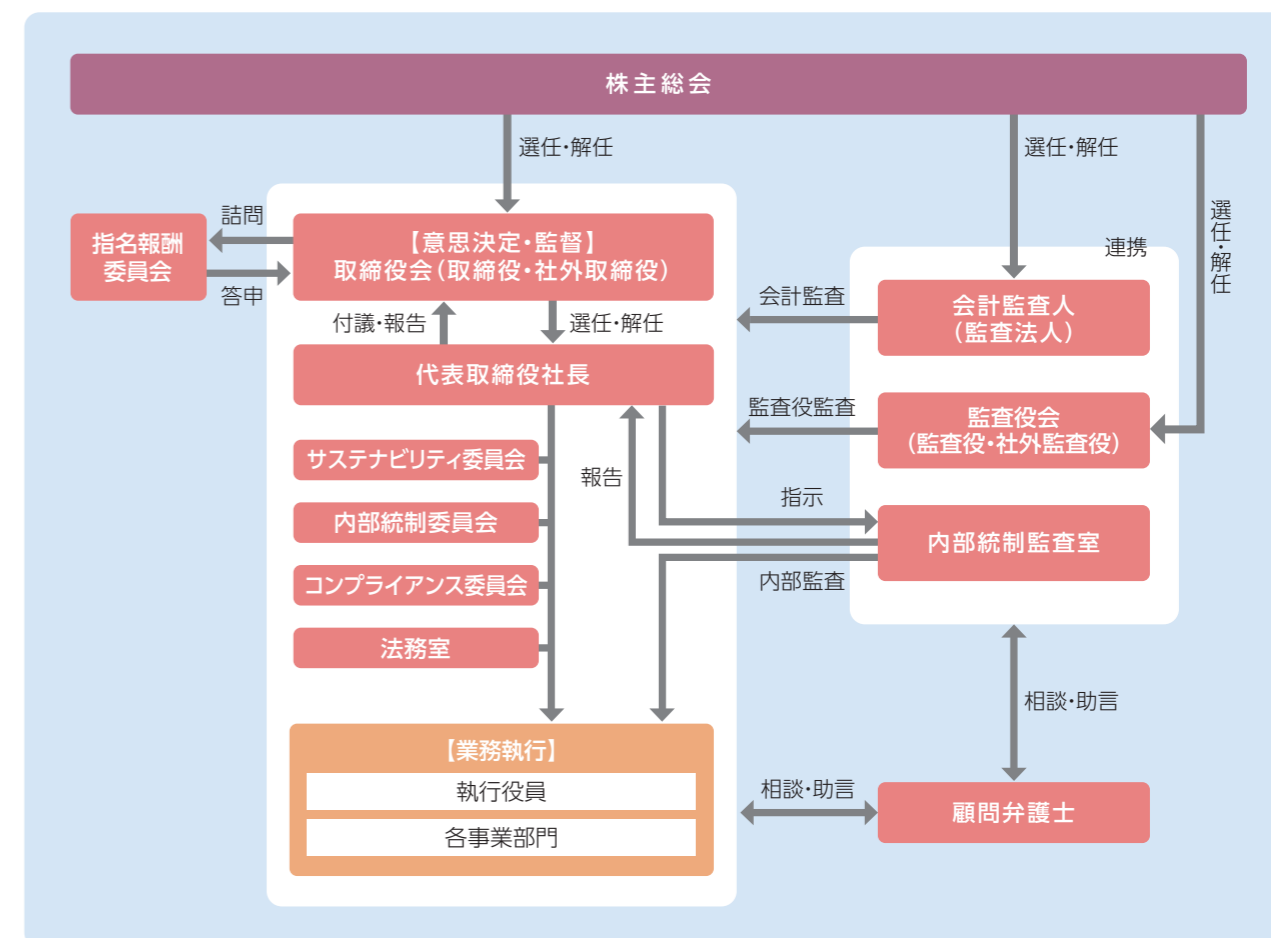 株主総会
選任・解任
選任・解任
選任・解任
指名報酬
委員会
詰問
答申
【意思決定・監督】
取締役会(取締役・社外取締役)
付議・報告
選任・解任
代表取締役社長
サステナビリティ委員会
内部統制委員会
コンプライアンス委員会
法務室
報告
【業務執行】
執行役員
各事業部門
会計監査
監査役監査
指示
内部監査
相談・助言
連携
会計監査人
(監査法人)
監査役会
(監査役・社外監査役)
内部統制監査室
相談・助言
顧問弁護士